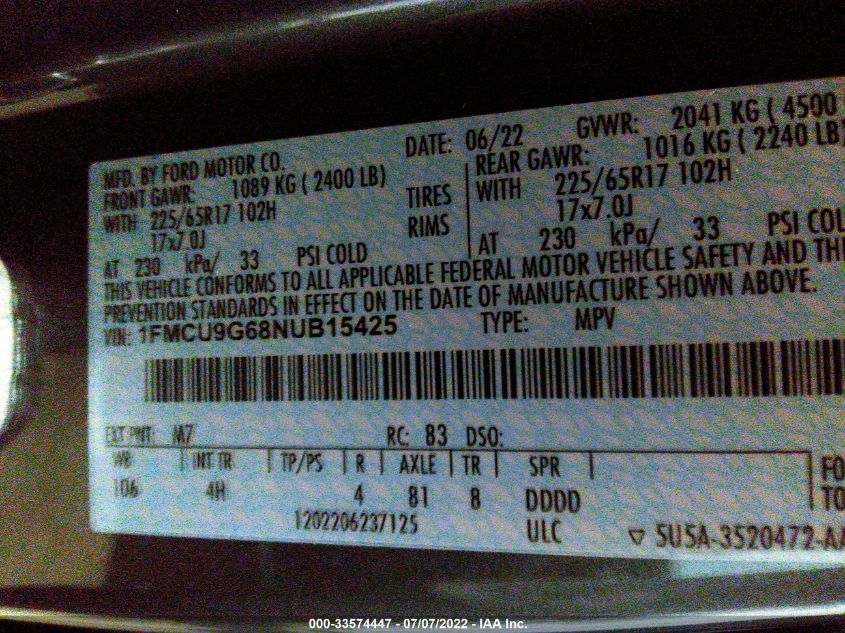 MFD. BY FORD MOTOR CO. DATE: 06/22 GVWR: 2041 KG ( 4500
FRONT GAWR: 1089 KG ( 2400 LB) REAR GAWR: 1016 KG ( 2240 LB)
WITH 225/65R17 102H TIRES WITH 225/65R17 102H
17x7.0J RIMS 17x7.0J
AT 230 kPa/ 33 PSI COLD AT 230 kPa/ 33 PSI COL
THIS VEHICLE CONFORMS TO ALL APPLICABLE FEDERAL MOTOR VEHICLE SAFETY AND THE
PREVENTION STANDARDS IN EFFECT ON THE DATE OF MANUFACTURE SHOWN ABOVE.
VIN: 1FMCU9G68NUB15425 TYPE: MPV
EXT PNT: M7 RC: 83 DSO:
WB INT TR TP/PS R AXLE TR SPR FO
106 4H 4 81 8 DDDD TO
1202206237125 ULC ▽ 5U5A-3520472-AA
000-33574447 - 07/07/2022 - IAA Inc.